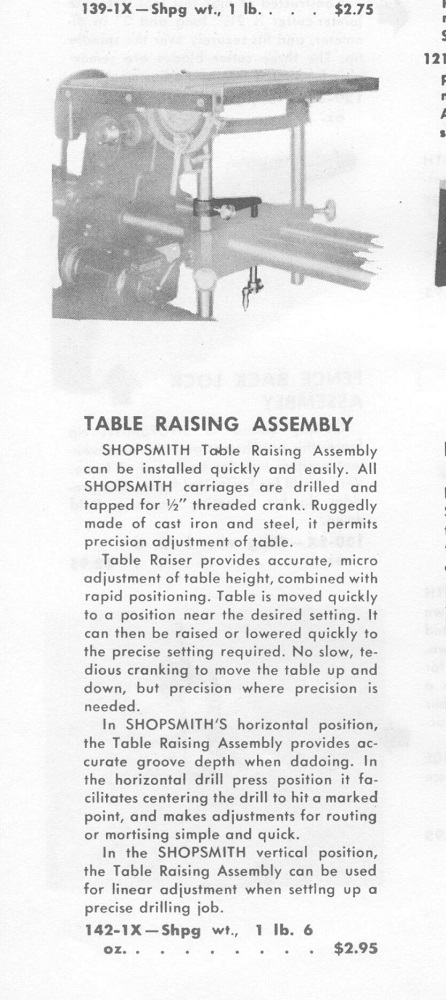 139-1X—Shpg wt., 1 lb. . . . $2.75
TABLE RAISING ASSEMBLY
SHOPSMITH Table Raising Assembly
can be installed quickly and easily. All
SHOPSMITH carriages are drilled and
tapped for ½" threaded crank. Ruggedly
made of cast iron and steel, it permits
precision adjustment of table.
Table Raiser provides accurate, micro
adjustment of table height, combined with
rapid positioning. Table is moved quickly
to a position near the desired setting. It
can then be raised or lowered quickly to
the precise setting required. No slow, te-
dious cranking to move the table up and
down, but precision where precision is
needed.
In SHOPSMITH'S horizontal position,
the Table Raising Assembly provides ac-
curate groove depth when dadoing. In
the horizontal drill press position it fa-
cilitates centering the drill to hit a marked
point, and makes adjustments for routing
or mortising simple and quick.
In the SHOPSMITH vertical position,
the Table Raising Assembly can be used
for linear adjustment when setting up a
precise drilling job.
142-1X—Shpg wt., 1 lb. 6
oz. . . . . . . . . $2.95
121